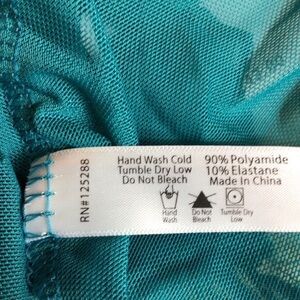 RN#125288
Hand Wash Cold
Tumble Dry Low
Do Not Bleach
90% Polyamide
10% Elastane
Made In China
Hand
Wash
Do Not
Bleach
Tumble Dry
Low